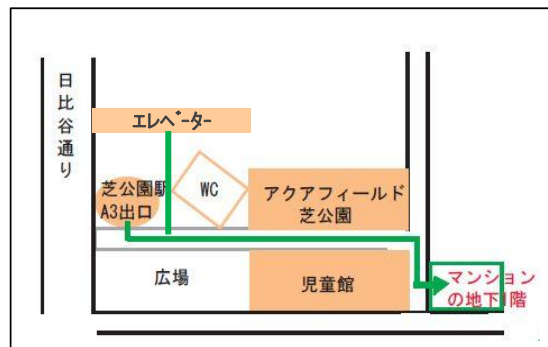 日比谷通り
エレベーター
芝公園駅
A3出口
WC
アクアフィールド
芝公園
広場
児童館
マンション
の地下1階